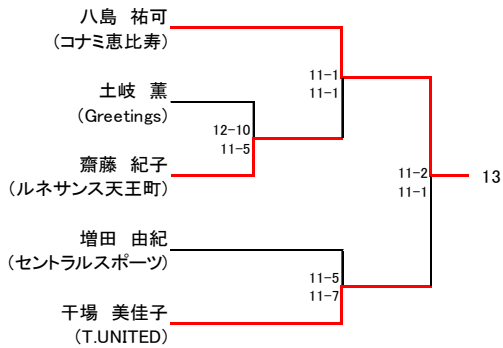 八島　祐可
(コナミ恵比寿)
11-1
11-1
土岐　薫
(Greetings)
12-10
11-5
齋藤　紀子
(ルネサンス天王町)
11-2
11-1
13
増田　由紀
(セントラルスポーツ)
11-5
11-7
干場　美佳子
(T.UNITED)